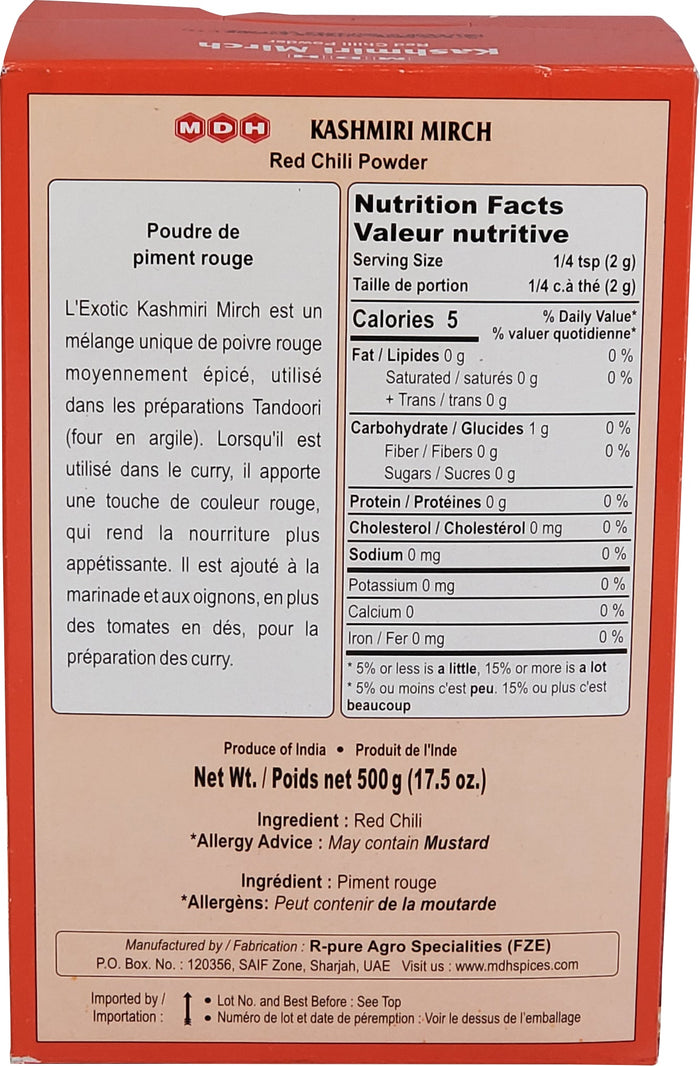 Kashmiri Mirch
Red Chilli Powder
MDH KASHMIRI MIRCH
Red Chili Powder
Poudre de
piment rouge
L'Exotic Kashmiri Mirch est un
mélange unique de poivre rouge
moyennement épicé, utilisé
dans les préparations Tandoori
(four en argile). Lorsqu'il est
utilisé dans le curry, il apporte
une touche de couleur rouge,
qui rend la nourriture plus
appétissante. Il est ajouté à la
marinade et aux oignons, en plus
des tomates en dés, pour la
préparation des curry.
Nutrition Facts
Valeur nutritive
Serving Size 1/4 tsp (2 g)
Taille de portion 1/4 c.à thé (2 g)
Calories 5 % Daily Value*
% valuer quotidienne*
Fat / Lipides 0 g 0 %
Saturated / saturés 0 g 0 %
+ Trans / trans 0 g
Carbohydrate / Glucides 1 g 0 %
Fiber / Fibers 0 g 0 %
Sugars / Sucres 0 g
Protein / Protéines 0 g 0 %
Cholesterol / Cholestérol 0 mg 0 %
Sodium 0 mg 0 %
Potassium 0 mg 0 %
Calcium 0 0 %
Iron / Fer 0 mg 0 %
* 5% or less is a little, 15% or more is a lot
* 5% ou moins c'est peu. 15% ou plus c'est
beaucoup
Produce of India • Produit de l'Inde
Net Wt. / Poids net 500 g (17.5 oz.)
Ingredient : Red Chili
*Allergy Advice : May contain Mustard
Ingrédient : Piment rouge
*Allergèns: Peut contenir de la moutarde
Manufactured by / Fabrication : R-pure Agro Specialities (FZE)
P.O. Box. No. : 120356, SAIF Zone, Sharjah, UAE Visit us : www.mdhspices.com
Imported by /
Importation :
• Lot No. and Best Before : See Top
• Numéro de lot et date de péremption : Voir le dessus de l'emballage